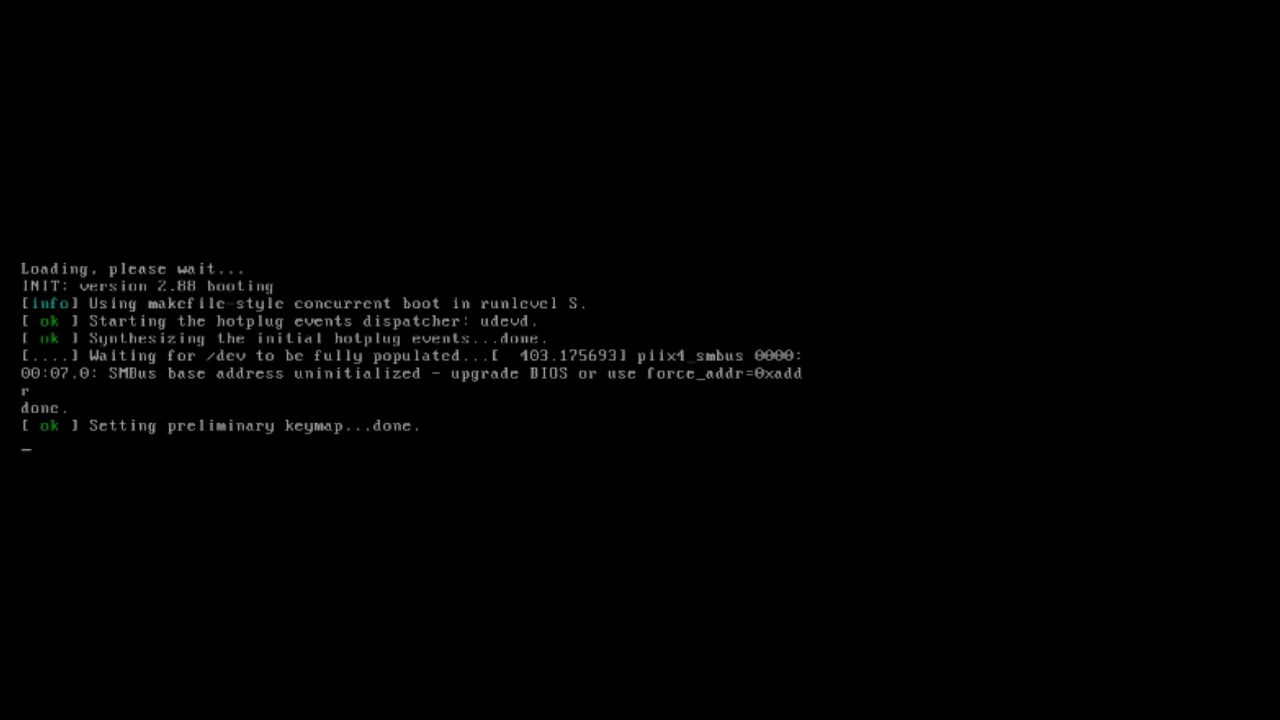 Loading, please wait...
INIT: version 2.88 booting
[info] Using makefile-style concurrent boot in runlevel S.
[ ok ] Starting the hotplug events dispatcher: udevd.
[ ok ] Synthesizing the initial hotplug events...done.
[....] Waiting for /dev to be fully populated...[  403.175693] piix4_smbus 0000:
00:07.0: SMBus base address uninitialized - upgrade BIOS or use force_addr=0xadd
r
done.
[ ok ] Setting preliminary keymap...done.
_